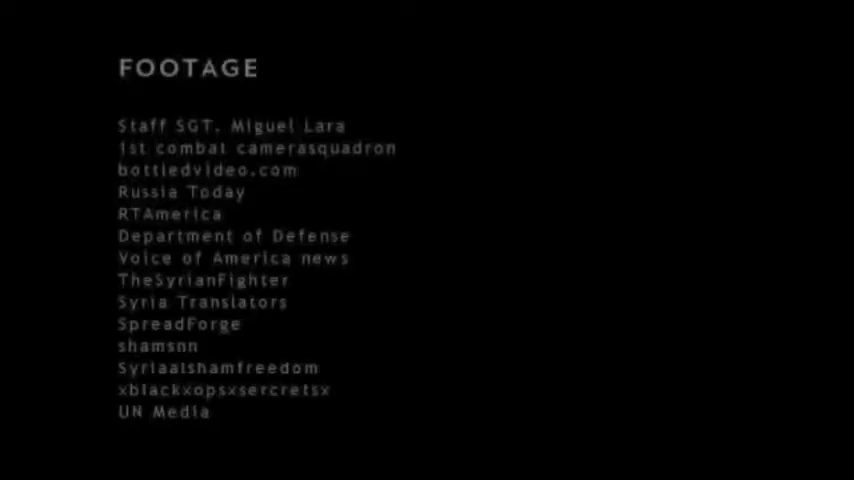 FOOTAGE
Staff SGT. Miguel Lara
1st combat camerasquadron
bottledvideo.com
Russia Today
RTAmerica
Department of Defense
Voice of America news
TheSyrianFighter
Syria Translators
SpreadForge
shamsnn
Syriaalshamfreedom
xblackxopsxsercretsx
UN Media